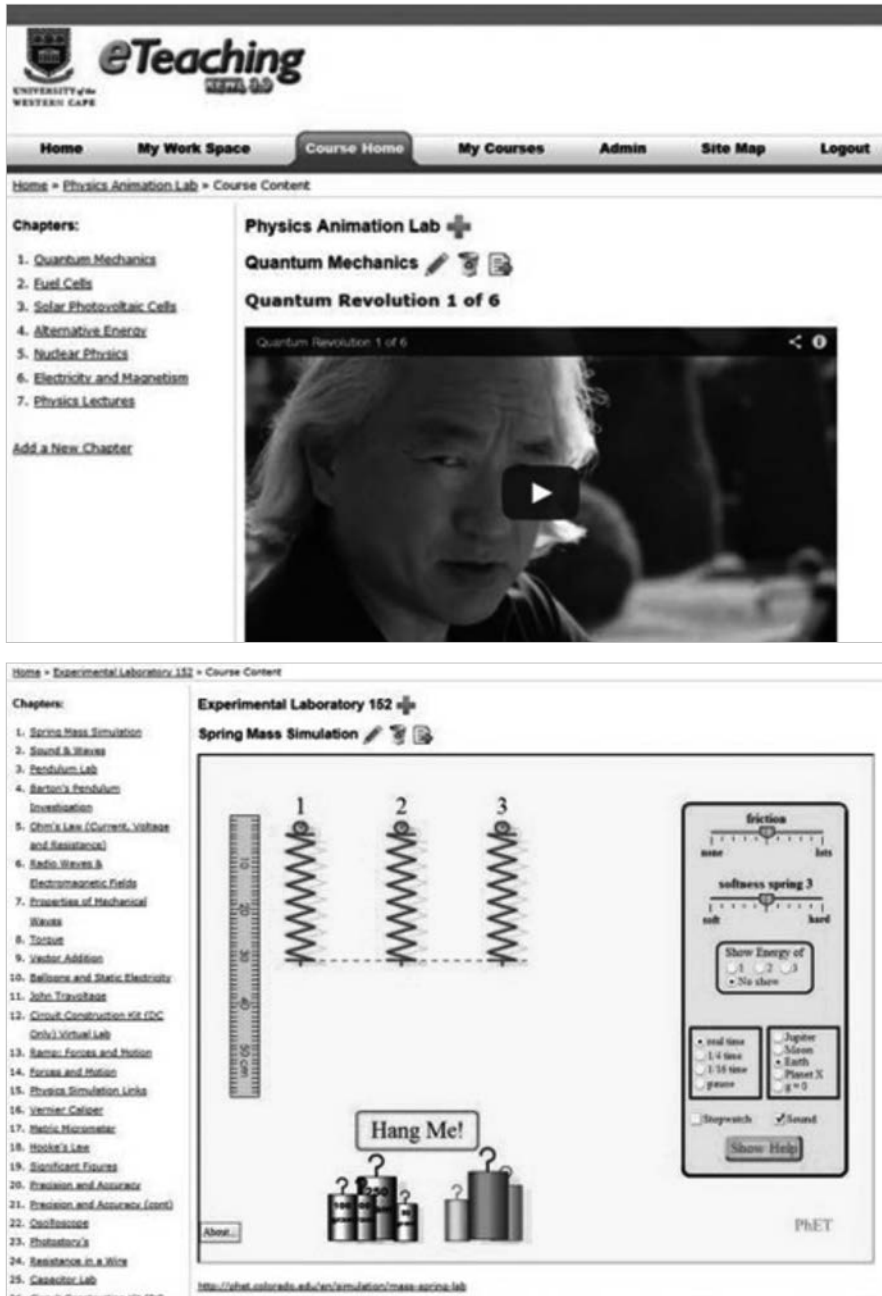 UNIVERSITY of the
WESTERN CAPE
eTeaching
KEWL 3.0
Home My Work Space Course Home My Courses Admin Site Map Logout
Home » Physics Animation Lab » Course Content
Chapters:
1. Quantum Mechanics
2. Fuel Cells
3. Solar Photovoltaic Cells
4. Alternative Energy
5. Nuclear Physics
6. Electricity and Magnetism
7. Physics Lectures
Add a New Chapter
Physics Animation Lab
Quantum Mechanics
Quantum Revolution 1 of 6
Quantum Revolution 1 of 6
Home » Experimental Laboratory 152 » Course Content
Chapters:
1. Spring Mass Simulation
2. Sound & Waves
3. Pendulum Lab
4. Barton's Pendulum
Investigation
5. Ohm's Law (Current, Voltage
and Resistance)
6. Radio Waves &
Electromagnetic Fields
7. Properties of Mechanical
Waves
8. Torque
9. Vector Addition
10. Balloons and Static Electricity
11. John Travoltage
12. Circuit Construction Kit (DC
Only) Virtual Lab
13. Ramp: Forces and Motion
14. Forces and Motion
15. Physics Simulation Links
16. Vernier Caliper
17. Metric Micrometer
18. Hooke's Law
19. Significant Figures
20. Precision and Accuracy
21. Precision and Accuracy (cont)
22. Oscilloscope
23. Photostory's
24. Resistance in a Wire
25. Capacitor Lab
Experimental Laboratory 152
Spring Mass Simulation
1 2 3
10
20
30
40
50 cm
friction
none lots
softness spring 3
soft hard
Show Energy of
1 2 3
No show
real time
1/4 time
1/16 time
pause
Jupiter
Moon
Earth
Planet X
g = 0
Stopwatch Sound
Show Help
Hang Me!
100
250
About...
PhET
http://phet.colorado.edu/en/simulation/mass-spring-lab